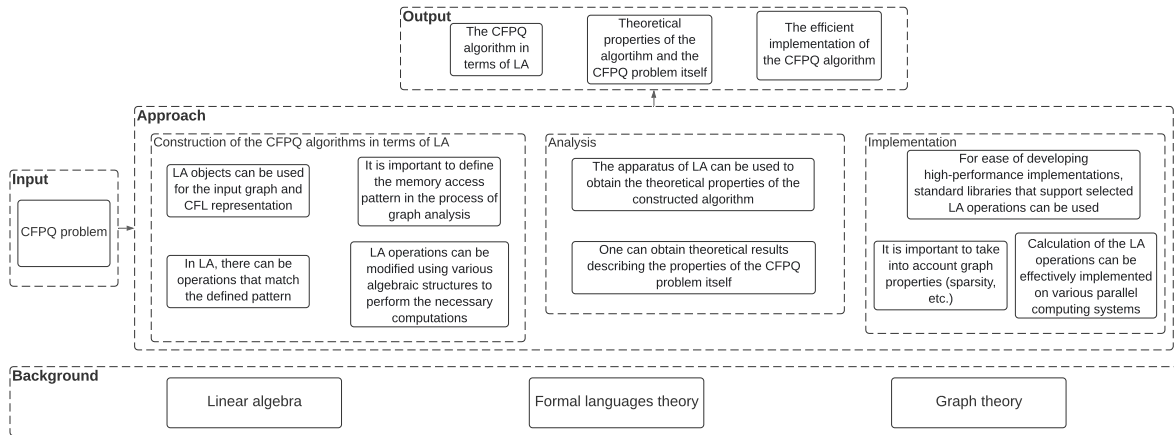 Output
The CFPQ
algorithm in
terms of LA
Theoretical
properties of the
algortihm and the
CFPQ problem itself
The efficient
implementation of
the CFPQ algorithm
Approach
Construction of the CFPQ algorithms in terms of LA
LA objects can be used
for the input graph and
CFL representation
It is important to define
the memory access
pattern in the process of
graph analysis
In LA, there can be
operations that match
the defined pattern
LA operations can be
modified using various
algebraic structures to
perform the necessary
computations
Analysis
The apparatus of LA can be used to
obtain the theoretical properties of the
constructed algorithm
One can obtain theoretical results
describing the properties of the CFPQ
problem itself
Implementation
For ease of developing
high-performance implementations,
standard libraries that support selected
LA operations can be used
It is important to take
into account graph
properties (sparsity,
etc.)
Calculation of the LA
operations can be
effectively implemented
on various parallel
computing systems
Input
CFPQ problem
Background
Linear algebra
Formal languages theory
Graph theory